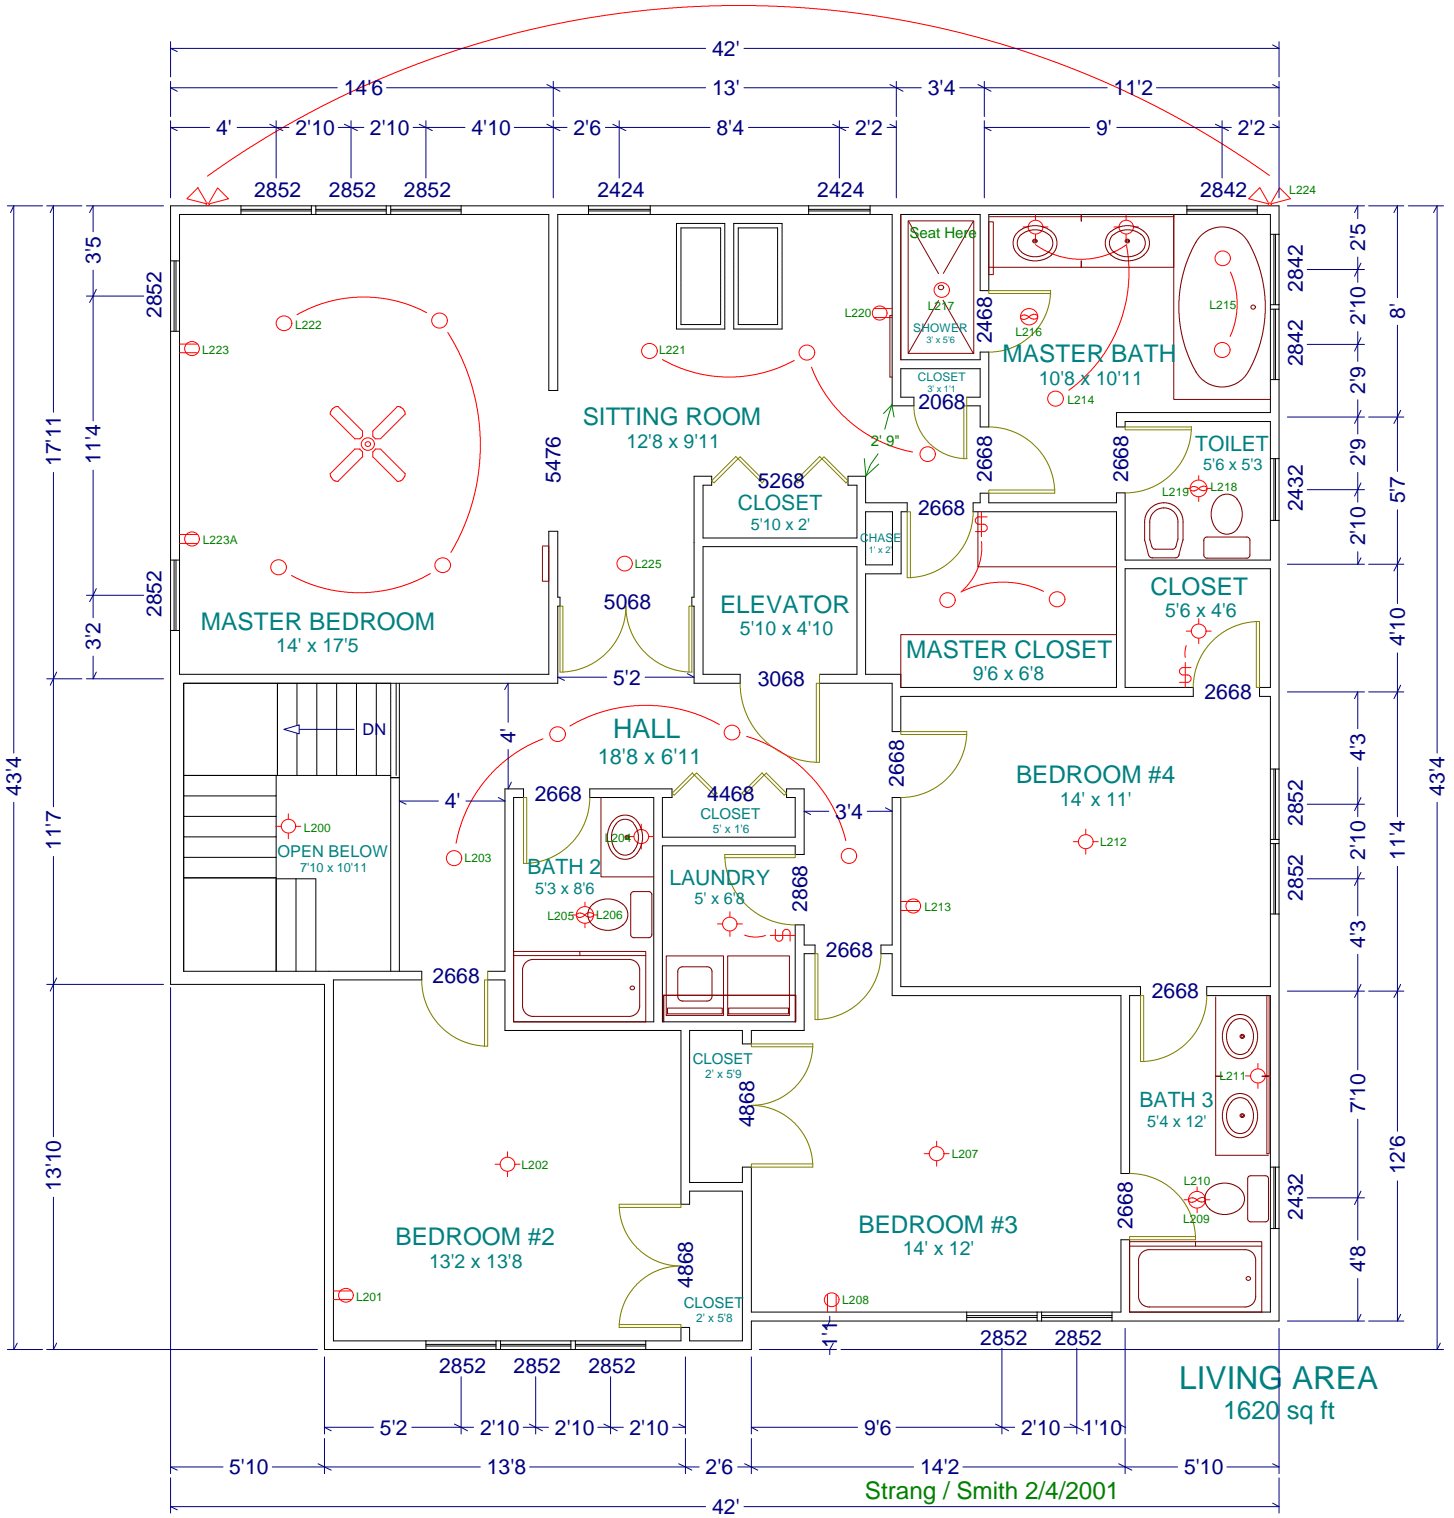 42'
14'6
13'
3'4
11'2
4'
2'10
2'10
4'10
2'6
8'4
2'2
9'
2'2
2852
2852
2852
2424
2424
2842
L224
Seat Here
3'5
2852
L222
L223
L220
L217
SHOWER
3' x 5'6
2468
L216
L215
2842
2842
2'5
2'10
2'9
8'
MASTER BATH
10'8 x 10'11
L221
CLOSET
3' x 1'1
2068
L214
SITTING ROOM
12'8 x 9'11
2' 9"
17'11
11'4
5476
2668
2668
TOILET
5'6 x 5'3
L219
L218
2432
2'9
2'10
5'7
5268
CLOSET
5'10 x 2'
2668
L223A
CHASE
1' x 2'
L225
2852
3'2
MASTER BEDROOM
14' x 17'5
5068
ELEVATOR
5'10 x 4'10
CLOSET
5'6 x 4'6
4'10
MASTER CLOSET
9'6 x 6'8
5'2
3068
2668
DN
4'
HALL
18'8 x 6'11
2668
BEDROOM #4
14' x 11'
4'3
43'4
43'4
11'7
4'
2668
4468
CLOSET
5' x 1'6
3'4
2852
2'10
11'4
L200
OPEN BELOW
7'10 x 10'11
L203
L204
BATH 2
5'3 x 8'6
L205
L206
LAUNDRY
5' x 6'8
2868
L212
L213
2852
4'3
2668
2668
2668
CLOSET
2' x 5'9
4868
L211
BATH 3
5'4 x 12'
7'10
12'6
13'10
L202
L207
L210
L209
2668
2432
BEDROOM #2
13'2 x 13'8
BEDROOM #3
14' x 12'
4868
4'8
L201
CLOSET
2' x 5'8
L208
1'1
2852
2852
2852
2852
2852
LIVING AREA
1620 sq ft
5'2
2'10
2'10
2'10
9'6
2'10
1'10
5'10
13'8
2'6
14'2
5'10
Strang / Smith 2/4/2001
42'